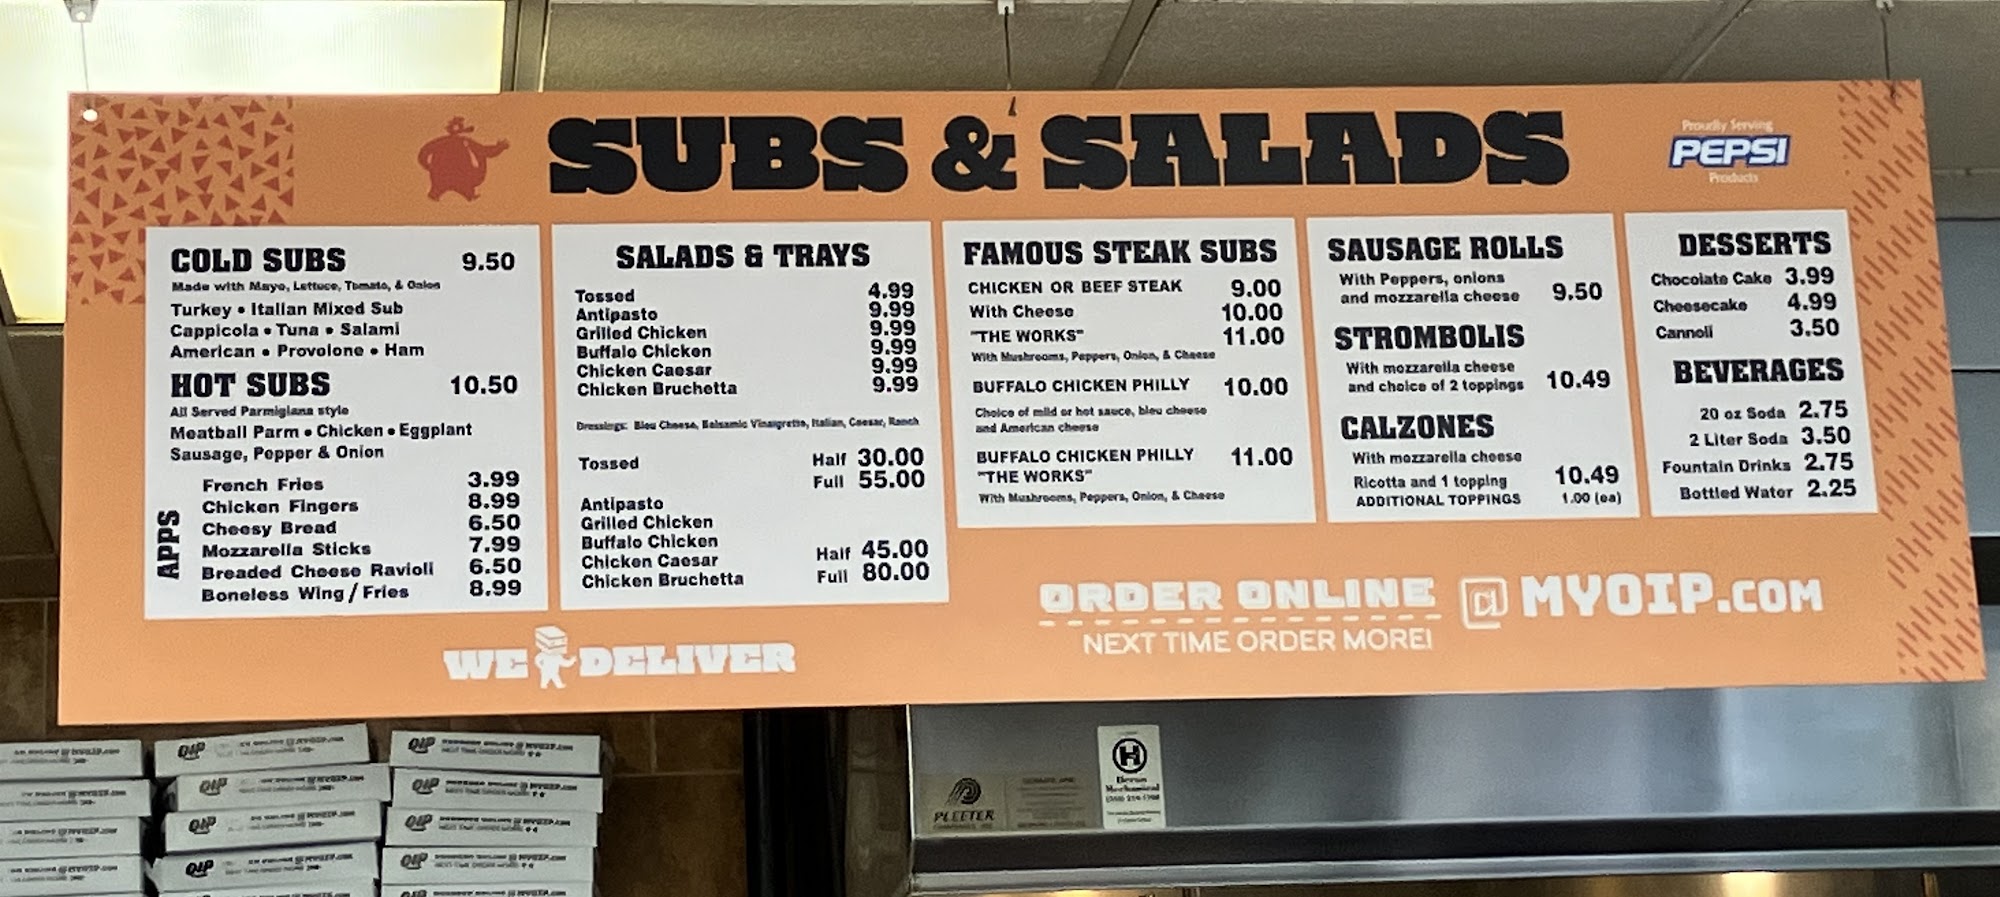 SUBS & SALADS
Proudly Serving
PEPSI
Products
COLD SUBS 9.50
Made with Mayo, Lettuce, Tomato, & Onion
Turkey • Italian Mixed Sub
Cappicola • Tuna • Salami
American • Provolone • Ham
HOT SUBS 10.50
All Served Parmigiana style
Meatball Parm • Chicken • Eggplant
Sausage, Pepper & Onion
APPS
French Fries 3.99
Chicken Fingers 8.99
Cheesy Bread 6.50
Mozzarella Sticks 7.99
Breaded Cheese Ravioli 6.50
Boneless Wing / Fries 8.99
SALADS & TRAYS
Tossed 4.99
Antipasto 9.99
Grilled Chicken 9.99
Buffalo Chicken 9.99
Chicken Caesar 9.99
Chicken Bruchetta 9.99
Dressings: Bleu Cheese, Balsamic Vinaigrette, Italian, Caesar, Ranch
Tossed Half 30.00
Full 55.00
Antipasto
Grilled Chicken
Buffalo Chicken
Chicken Caesar Half 45.00
Chicken Bruchetta Full 80.00
FAMOUS STEAK SUBS
CHICKEN OR BEEF STEAK 9.00
With Cheese 10.00
"THE WORKS" 11.00
With Mushrooms, Peppers, Onion, & Cheese
BUFFALO CHICKEN PHILLY 10.00
Choice of mild or hot sauce, bleu cheese
and American cheese
BUFFALO CHICKEN PHILLY 11.00
"THE WORKS"
With Mushrooms, Peppers, Onion, & Cheese
SAUSAGE ROLLS
With Peppers, onions
and mozzarella cheese 9.50
STROMBOLIS
With mozzarella cheese
and choice of 2 toppings 10.49
CALZONES
With mozzarella cheese
Ricotta and 1 topping 10.49
ADDITIONAL TOPPINGS 1.00 (ea)
DESSERTS
Chocolate Cake 3.99
Cheesecake 4.99
Cannoli 3.50
BEVERAGES
20 oz Soda 2.75
2 Liter Soda 3.50
Fountain Drinks 2.75
Bottled Water 2.25
WE DELIVER
ORDER ONLINE @ MYOIP.COM
NEXT TIME ORDER MORE!
OIP
OIP
OIP
OIP
OIP
OIP
OIP
OIP
PLEETER
H
Mechanical